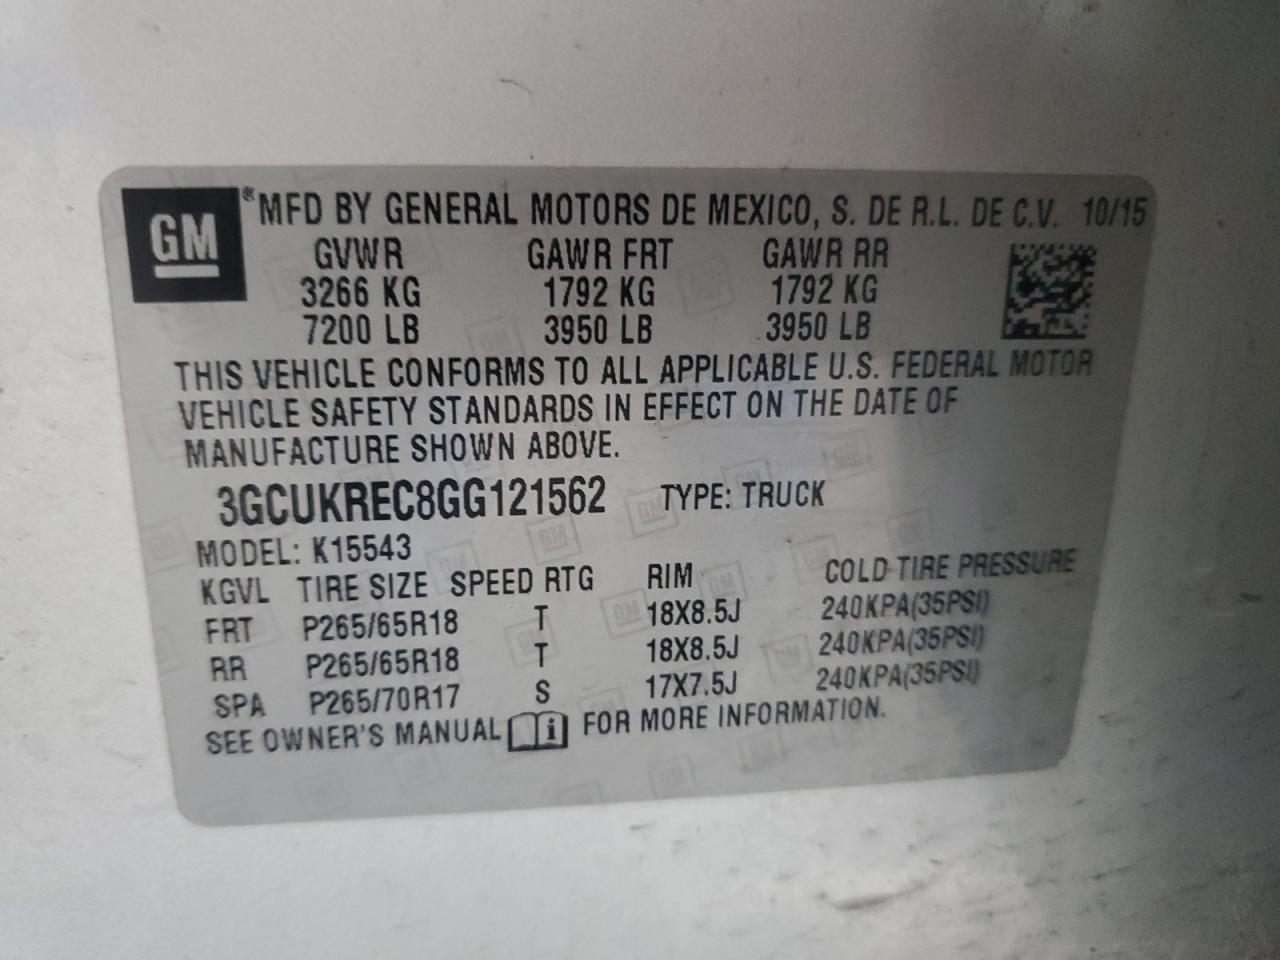 GM ® MFD BY GENERAL MOTORS DE MEXICO, S. DE R.L. DE C.V. 10/15
GVWR GAWR FRT GAWR RR
3266 KG 1792 KG 1792 KG
7200 LB 3950 LB 3950 LB
THIS VEHICLE CONFORMS TO ALL APPLICABLE U.S. FEDERAL MOTOR
VEHICLE SAFETY STANDARDS IN EFFECT ON THE DATE OF
MANUFACTURE SHOWN ABOVE.
3GCUKREC8GG121562 TYPE: TRUCK
MODEL: K15543
KGVL TIRE SIZE SPEED RTG RIM COLD TIRE PRESSURE
FRT P265/65R18 T 18X8.5J 240KPA(35PSI)
RR P265/65R18 T 18X8.5J 240KPA(35PSI)
SPA P265/70R17 S 17X7.5J 240KPA(35PSI)
SEE OWNER'S MANUAL i FOR MORE INFORMATION.